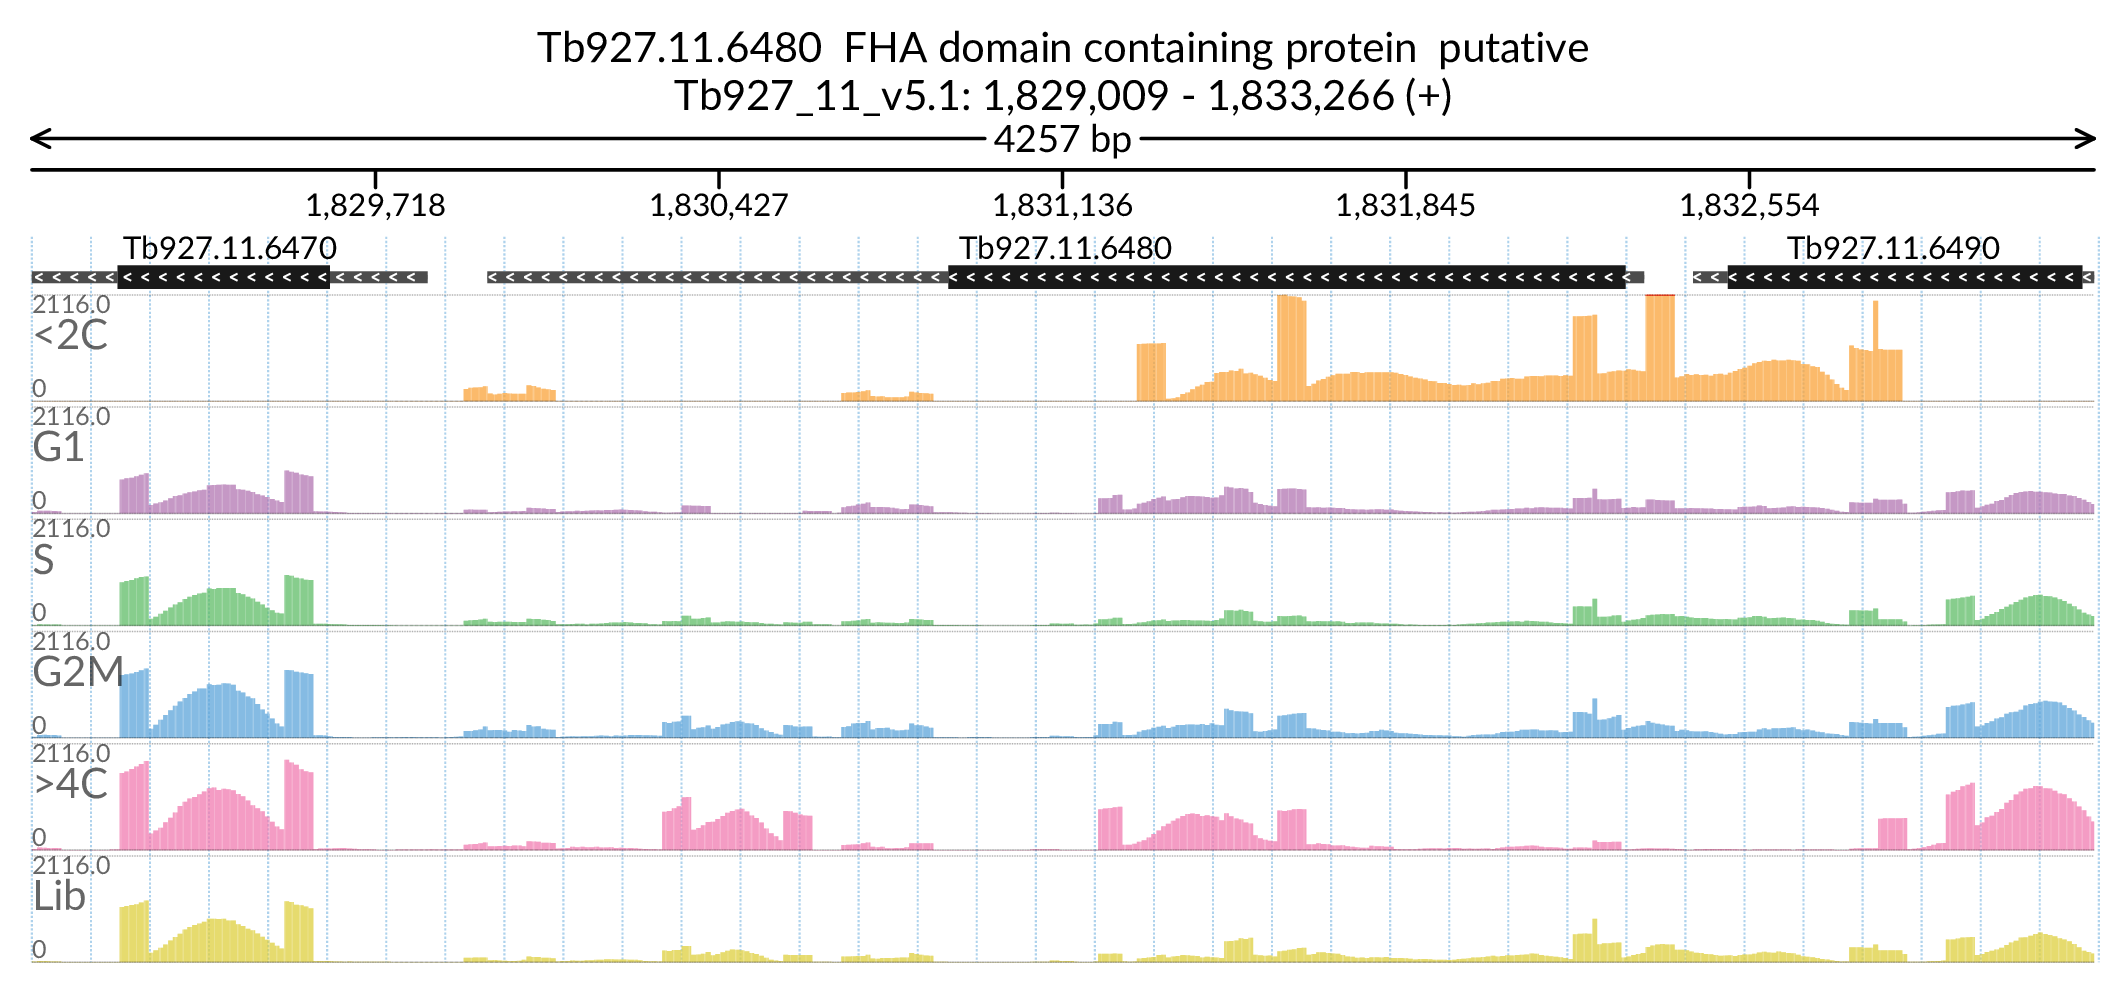 Tb927.11.6480  FHA domain containing protein  putative
Tb927_11_v5.1: 1,829,009 - 1,833,266 (+)
4257 bp
1,829,718 1,830,427 1,831,136 1,831,845 1,832,554
Tb927.11.6470 Tb927.11.6480 Tb927.11.6490
2116.0
<2C
0
2116.0
G1
0
2116.0
S
0
2116.0
G2M
0
2116.0
>4C
0
2116.0
Lib
0